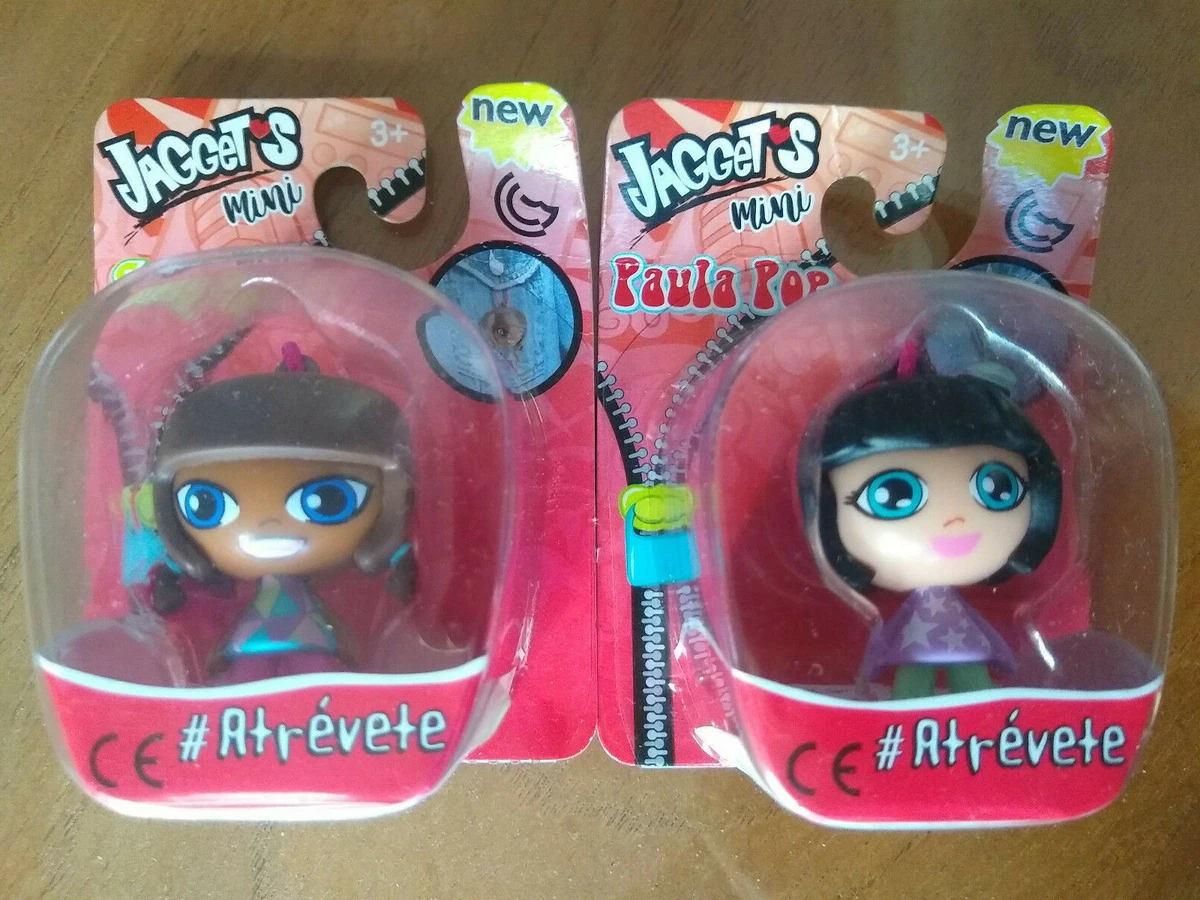 JAGGET'S
mini
3+
new
#Atrévete
CE
JAGGET'S
mini
3+
new
Paula Pop
#Atrévete
CE